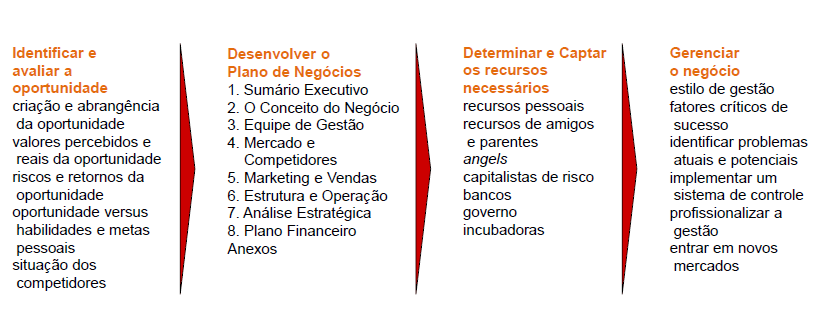 Identificar e
avaliar a
oportunidade
criação e abrangência
da oportunidade
valores percebidos e
reais da oportunidade
riscos e retornos da
oportunidade
oportunidade versus
habilidades e metas
pessoais
situação dos
competidores
Desenvolver o
Plano de Negócios
1. Sumário Executivo
2. O Conceito do Negócio
3. Equipe de Gestão
4. Mercado e
Competidores
5. Marketing e Vendas
6. Estrutura e Operação
7. Análise Estratégica
8. Plano Financeiro
Anexos
Determinar e Captar
os recursos
necessários
recursos pessoais
recursos de amigos
e parentes
angels
capitalistas de risco
bancos
governo
incubadoras
Gerenciar
o negócio
estilo de gestão
fatores críticos de
sucesso
identificar problemas
atuais e potenciais
implementar um
sistema de controle
profissionalizar a
gestão
entrar em novos
mercados